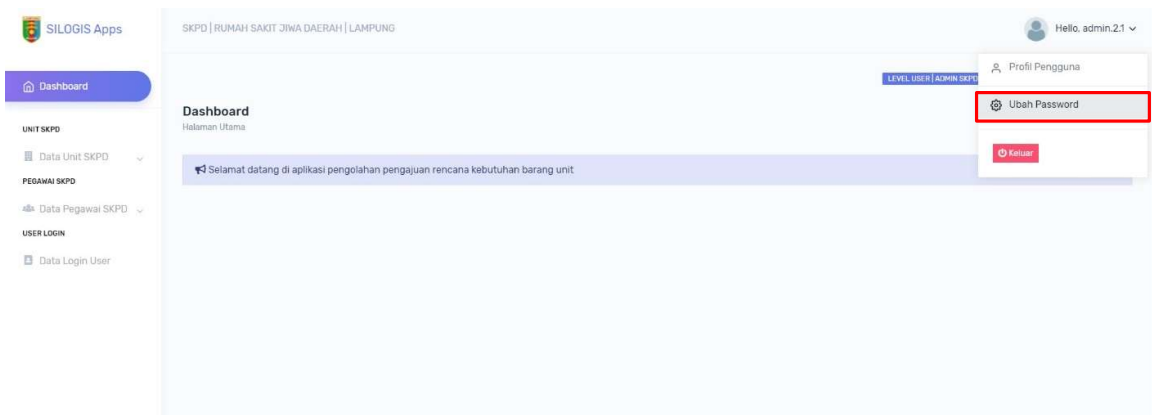 SILOGIS Apps
SKPD | RUMAH SAKIT JIWA DAERAH | LAMPUNG
Hello, admin.2.1
Profil Pengguna
Ubah Password
Keluar
LEVEL USER | ADMIN SKPD
Dashboard
UNIT SKPD
Data Unit SKPD
PEGAWAI SKPD
Data Pegawai SKPD
USER LOGIN
Data Login User
Dashboard
Halaman Utama
Selamat datang di aplikasi pengolahan pengajuan rencana kebutuhan barang unit